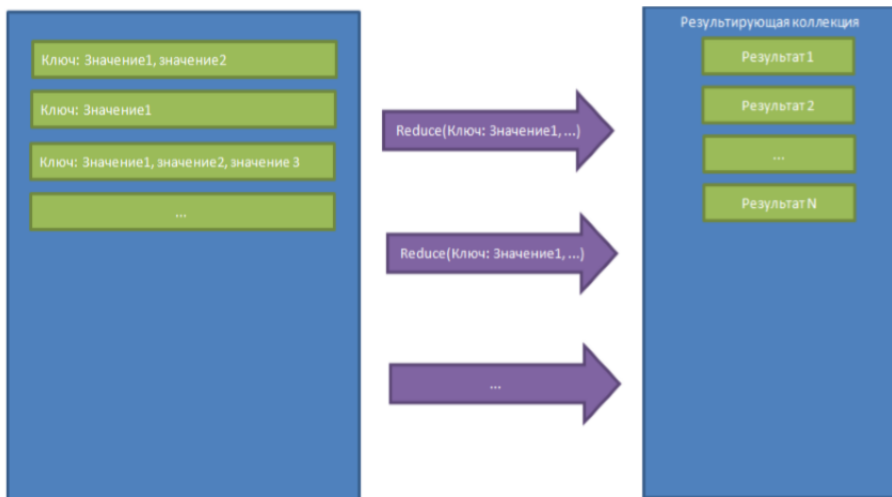 Ключ: Значение1, значение2
Ключ: Значение1
Ключ: Значение1, значение2, значение 3
...
Reduce(Ключ: Значение1, ...)
Reduce(Ключ: Значение1, ...)
...
Результирующая коллекция
Результат 1
Результат 2
...
Результат N